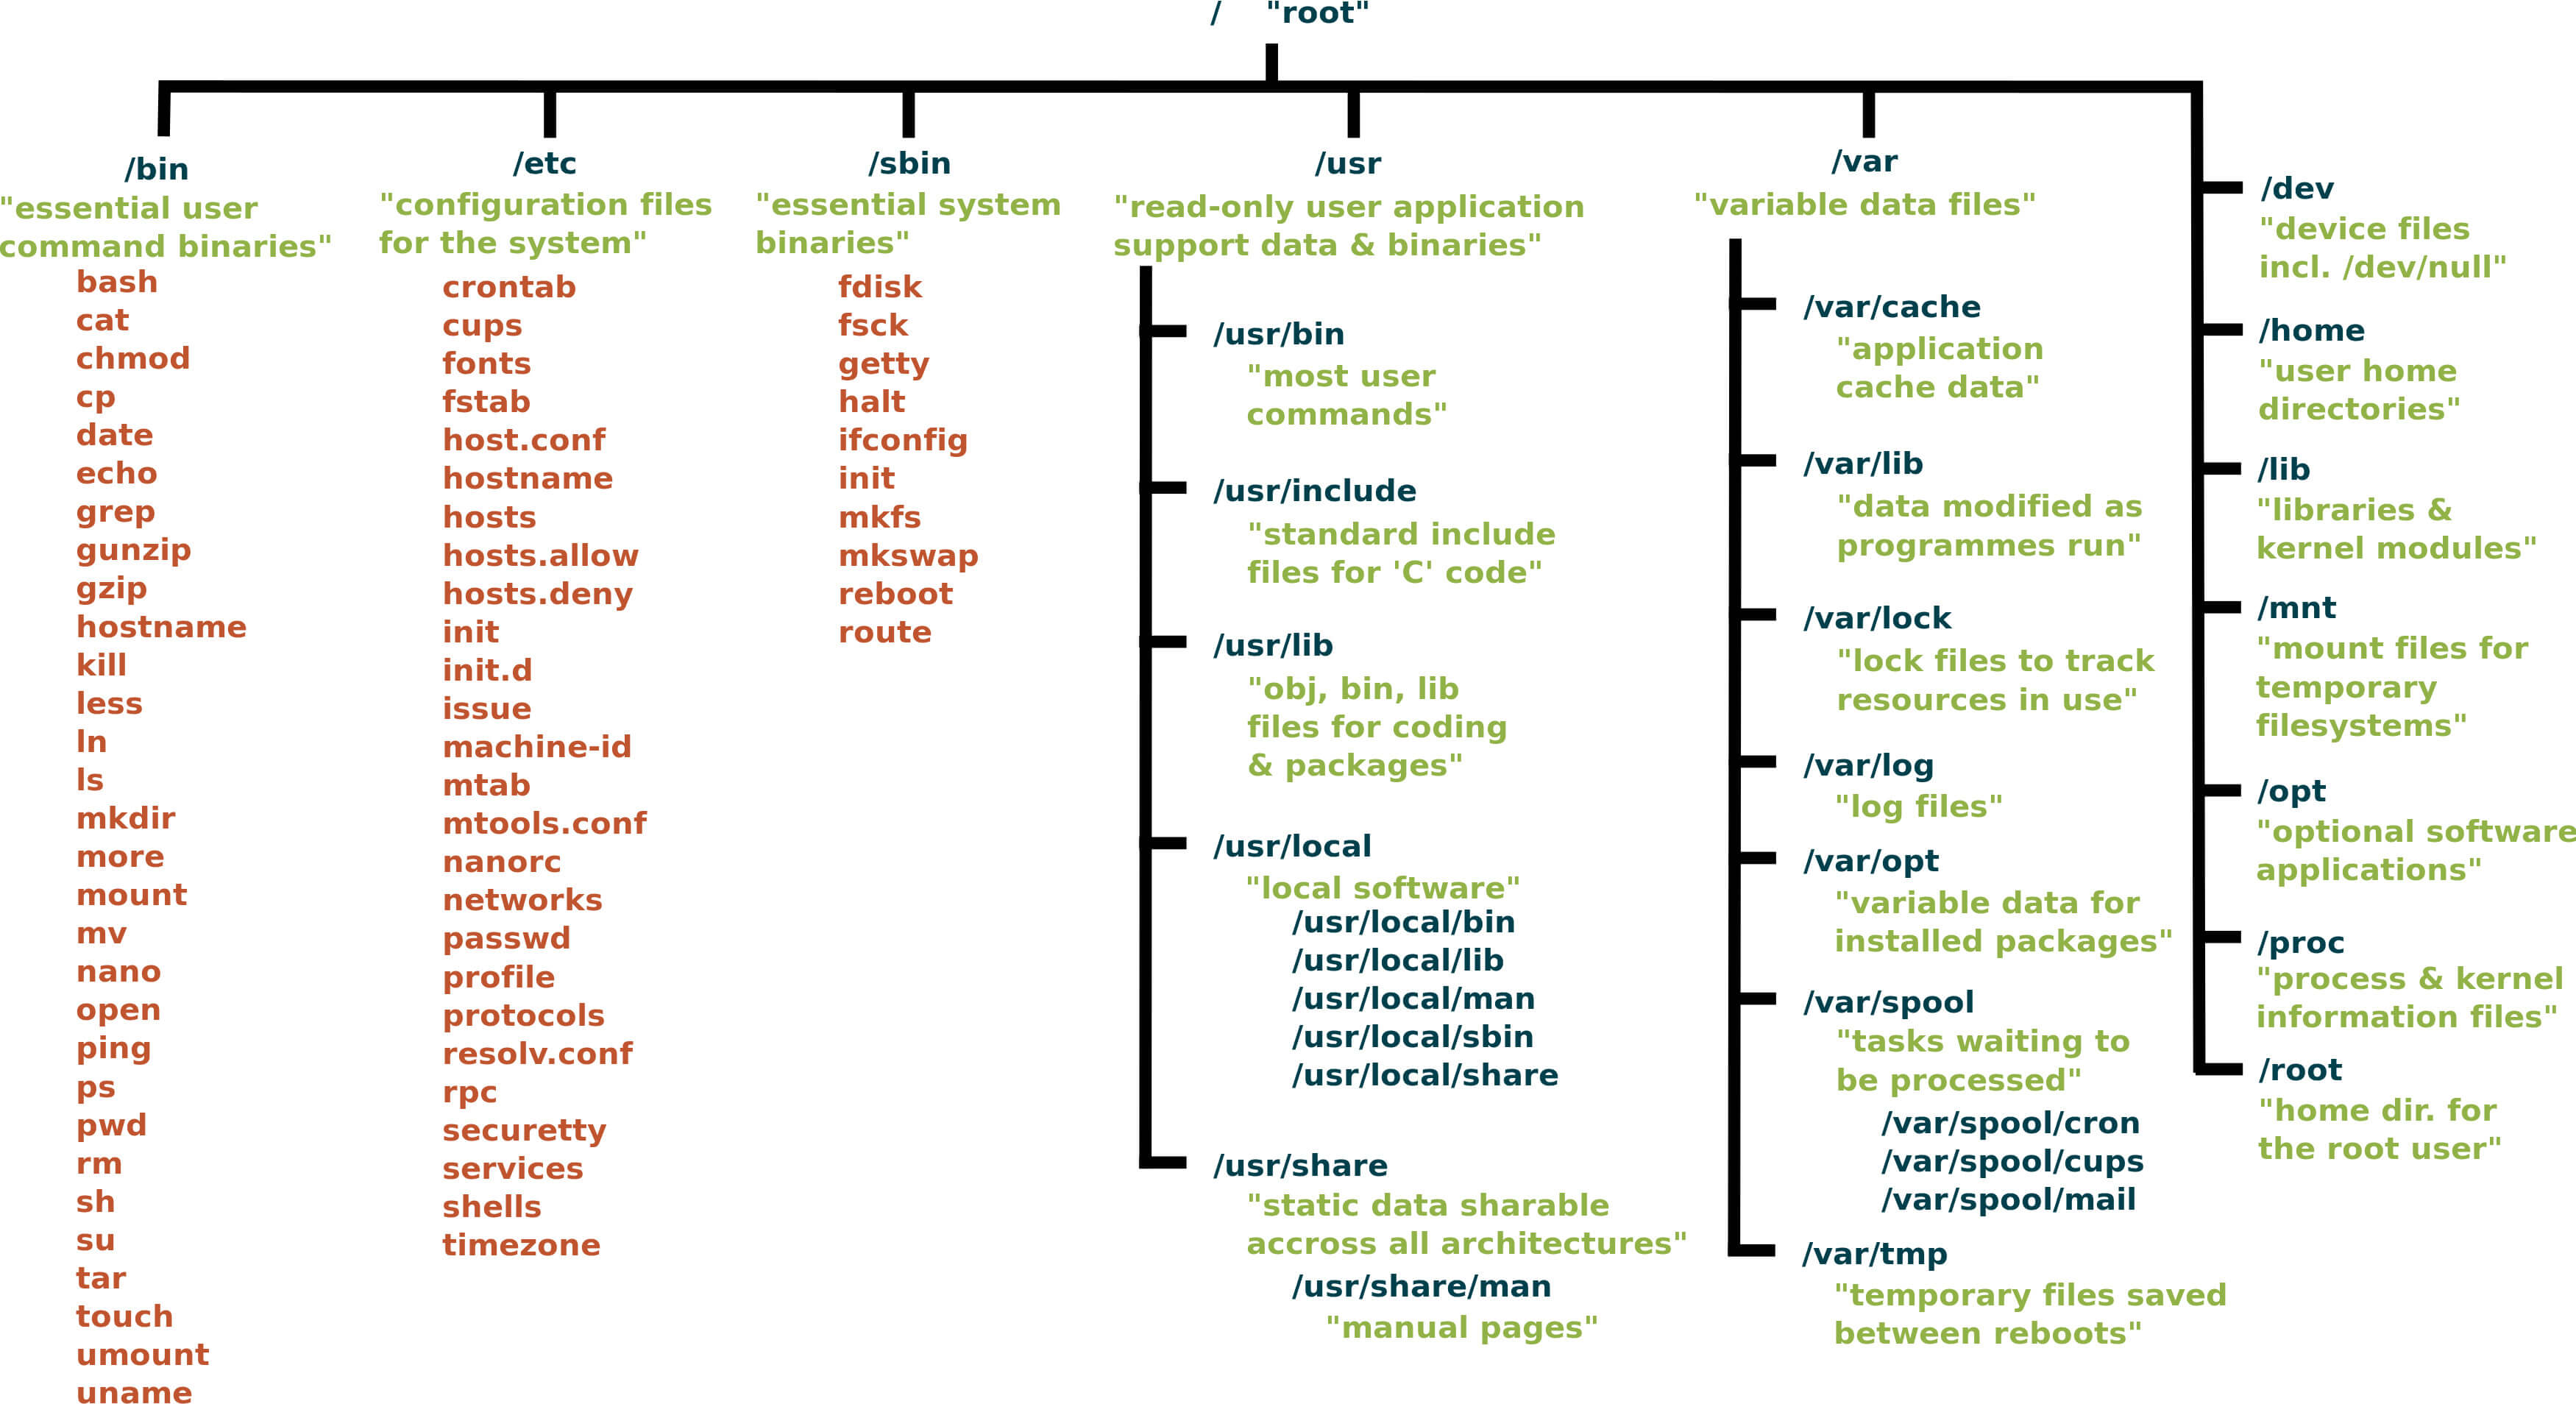 / "root"
/bin
"essential user
command binaries"
bash
cat
chmod
cp
date
echo
grep
gunzip
gzip
hostname
kill
less
ln
ls
mkdir
more
mount
mv
nano
open
ping
ps
pwd
rm
sh
su
tar
touch
umount
uname
/etc
"configuration files
for the system"
crontab
cups
fonts
fstab
host.conf
hostname
hosts
hosts.allow
hosts.deny
init
init.d
issue
machine-id
mtab
mtools.conf
nanorc
networks
passwd
profile
protocols
resolv.conf
rpc
securetty
services
shells
timezone
/sbin
"essential system
binaries"
fdisk
fsck
getty
halt
ifconfig
init
mkfs
mkswap
reboot
route
/usr
"read-only user application
support data & binaries"
/usr/bin
"most user
commands"
/usr/include
"standard include
files for 'C' code"
/usr/lib
"obj, bin, lib
files for coding
& packages"
/usr/local
"local software"
/usr/local/bin
/usr/local/lib
/usr/local/man
/usr/local/sbin
/usr/local/share
/usr/share
"static data sharable
accross all architectures"
/usr/share/man
"manual pages"
/var
"variable data files"
/var/cache
"application
cache data"
/var/lib
"data modified as
programmes run"
/var/lock
"lock files to track
resources in use"
/var/log
"log files"
/var/opt
"variable data for
installed packages"
/var/spool
"tasks waiting to
be processed"
/var/spool/cron
/var/spool/cups
/var/spool/mail
/var/tmp
"temporary files saved
between reboots"
/dev
"device files
incl. /dev/null"
/home
"user home
directories"
/lib
"libraries &
kernel modules"
/mnt
"mount files for
temporary
filesystems"
/opt
"optional software
applications"
/proc
"process & kernel
information files"
/root
"home dir. for
the root user"